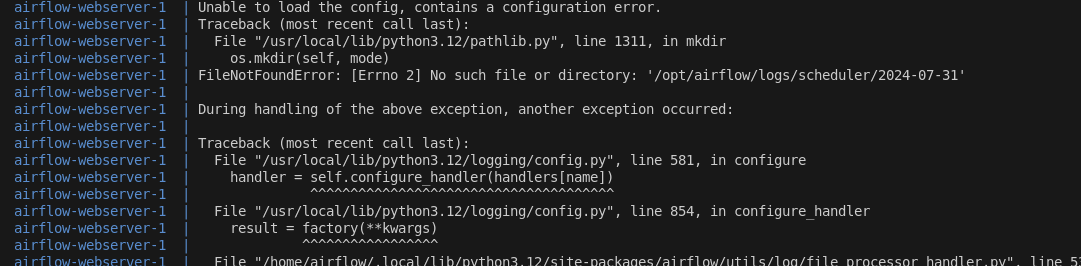 airflow-webserver-1  | Unable to load the config, contains a configuration error.
airflow-webserver-1  | Traceback (most recent call last):
airflow-webserver-1  |   File "/usr/local/lib/python3.12/pathlib.py", line 1311, in mkdir
airflow-webserver-1  |     os.mkdir(self, mode)
airflow-webserver-1  | FileNotFoundError: [Errno 2] No such file or directory: '/opt/airflow/logs/scheduler/2024-07-31'
airflow-webserver-1  |
airflow-webserver-1  | During handling of the above exception, another exception occurred:
airflow-webserver-1  |
airflow-webserver-1  | Traceback (most recent call last):
airflow-webserver-1  |   File "/usr/local/lib/python3.12/logging/config.py", line 581, in configure
airflow-webserver-1  |     handler = self.configure_handler(handlers[name])
airflow-webserver-1  |               ^^^^^^^^^^^^^^^^^^^^^^^^^^^^^^^^^^^^^^
airflow-webserver-1  |   File "/usr/local/lib/python3.12/logging/config.py", line 854, in configure_handler
airflow-webserver-1  |     result = factory(**kwargs)
airflow-webserver-1  |              ^^^^^^^^^^^^^^^^^
airflow-webserver-1  |   File "/home/airflow/.local/lib/python3.12/site-packages/airflow/utils/log/file_processor_handler.py", line